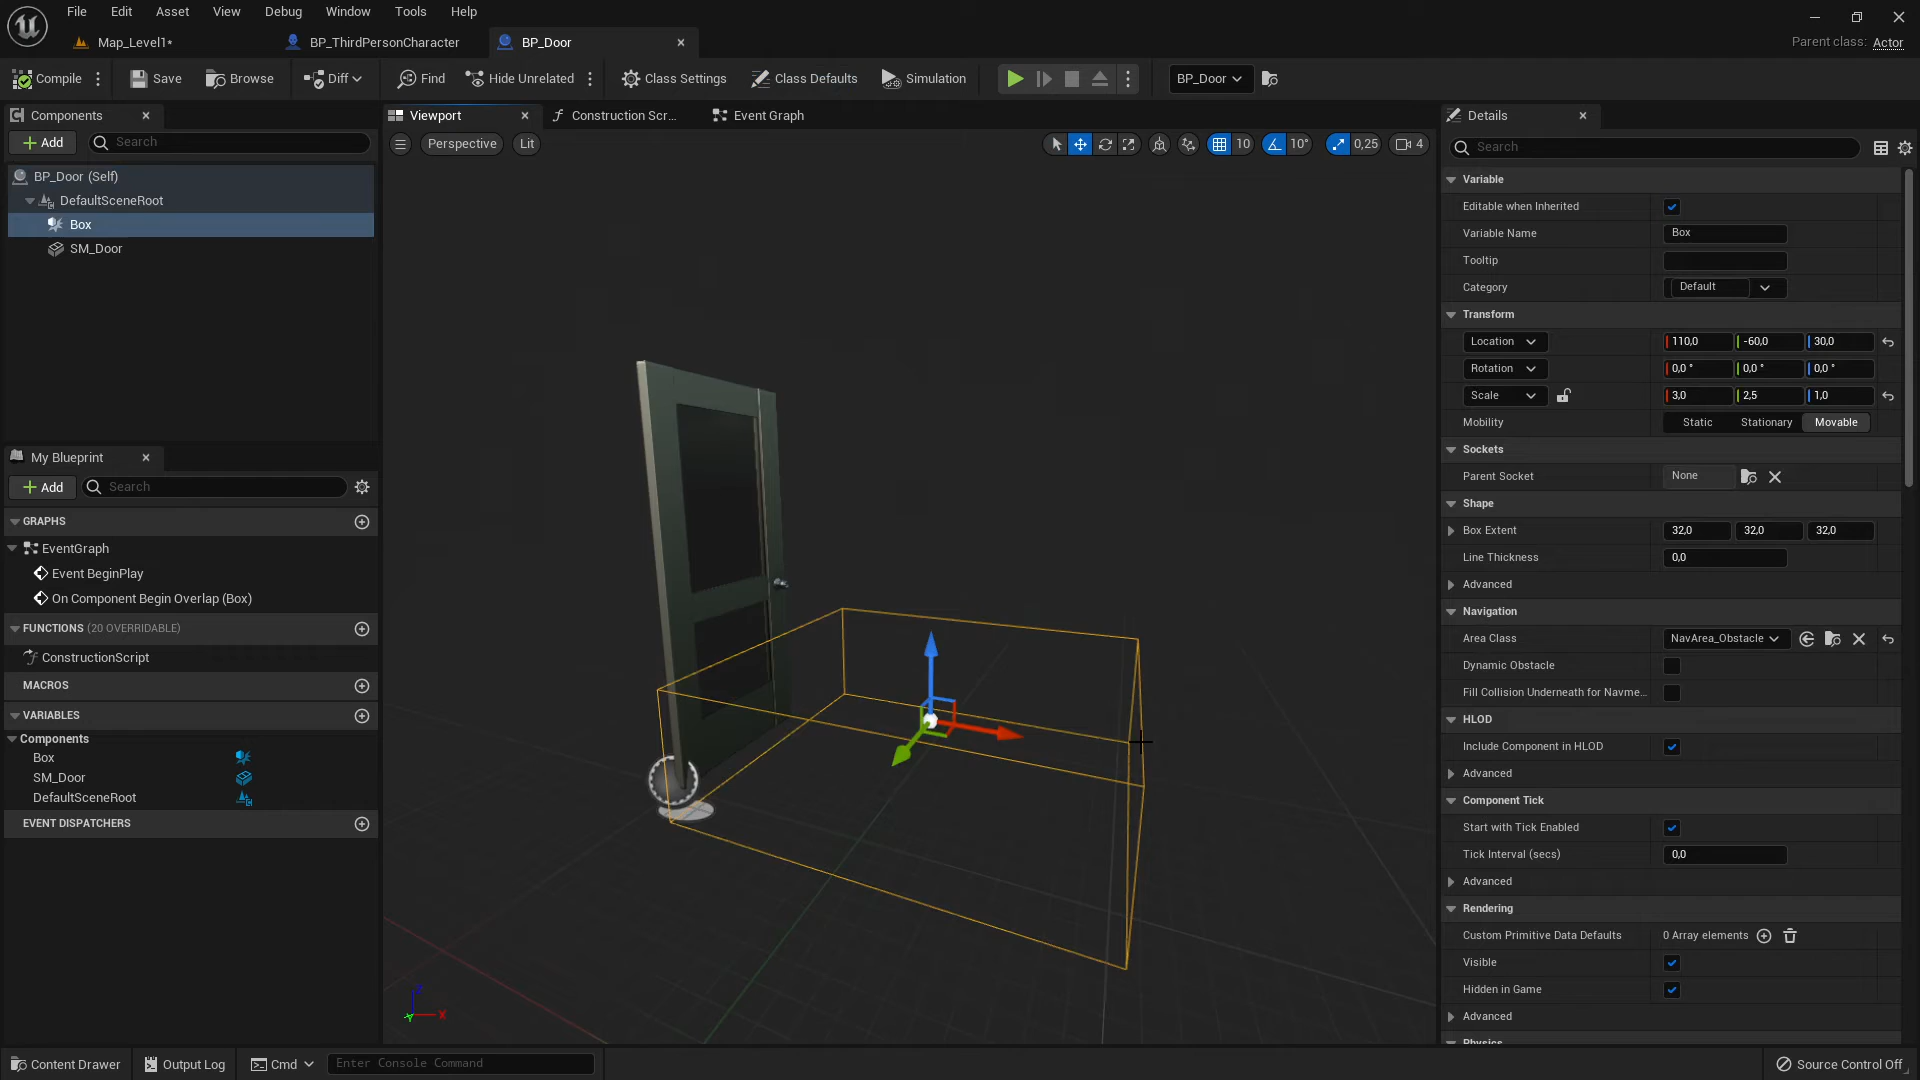 File Edit Asset View Debug Window Tools Help
Map_Level1* BP_ThirdPersonCharacter BP_Door Parent class: Actor
Compile Save Browse Diff Find Hide Unrelated Class Settings Class Defaults Simulation BP_Door
Components Viewport Construction Scr... Event Graph Details
Add Search Perspective Lit 10 10° 0,25 4 Search
BP_Door (Self)
DefaultSceneRoot
Box
SM_Door
My Blueprint
Add Search
GRAPHS
EventGraph
Event BeginPlay
On Component Begin Overlap (Box)
FUNCTIONS (20 OVERRIDABLE)
ConstructionScript
MACROS
VARIABLES
Components
Box
SM_Door
DefaultSceneRoot
EVENT DISPATCHERS
Z
Y X
Variable
Editable when Inherited
Variable Name Box
Tooltip
Category Default
Transform
Location 110,0 -60,0 30,0
Rotation 0,0 ° 0,0 ° 0,0 °
Scale 3,0 2,5 1,0
Mobility Static Stationary Movable
Sockets
Parent Socket None
Shape
Box Extent 32,0 32,0 32,0
Line Thickness 0,0
Advanced
Navigation
Area Class NavArea_Obstacle
Dynamic Obstacle
Fill Collision Underneath for Navme...
HLOD
Include Component in HLOD
Advanced
Component Tick
Start with Tick Enabled
Tick Interval (secs) 0,0
Advanced
Rendering
Custom Primitive Data Defaults 0 Array elements
Visible
Hidden in Game
Advanced
Physics
Content Drawer Output Log Cmd Enter Console Command Source Control Off